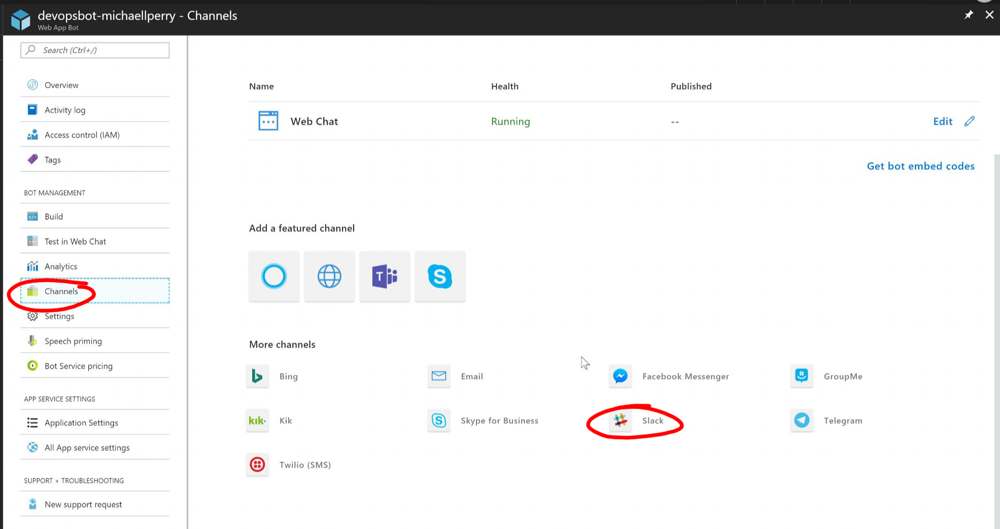 devopsbot-michaellperry - Channels
Web App Bot
Search (Ctrl+/)
Overview
Activity log
Access control (IAM)
Tags
BOT MANAGEMENT
Build
Test in Web Chat
Analytics
Channels
Settings
Speech priming
Bot Service pricing
APP SERVICE SETTINGS
Application Settings
All App service settings
SUPPORT + TROUBLESHOOTING
New support request
Name Health Published
Web Chat Running -- Edit
Get bot embed codes
Add a featured channel
More channels
Bing Email Facebook Messenger GroupMe
kik. Kik Skype for Business Slack Telegram
Twilio (SMS)